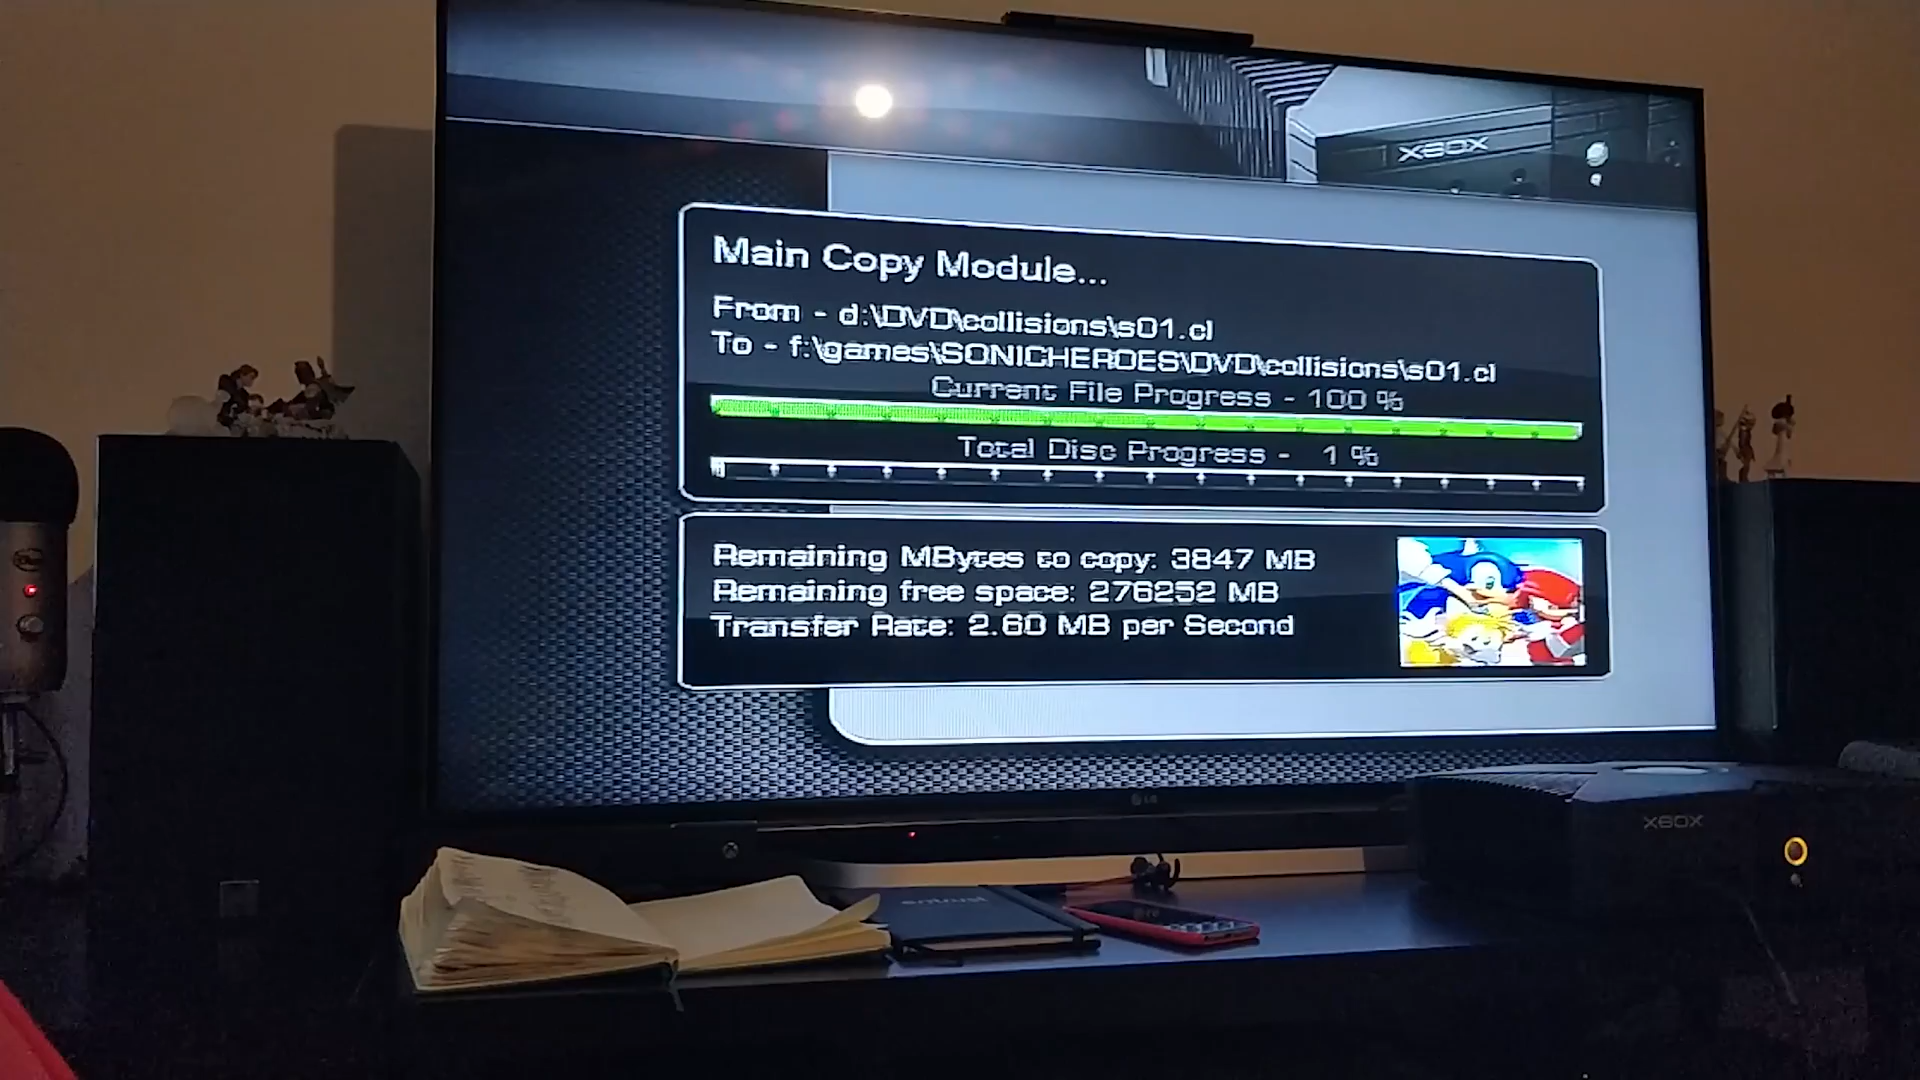 XBOX
Main Copy Module...
From - d:\DVD\collisions\s01.cl
To - f:\games\SONICHEROES\DVD\collisions\s01.cl
Current File Progress - 100 %
Total Disc Progress - 1 %
Remaining MBytes to copy: 3847 MB
Remaining free space: 276252 MB
Transfer Rate: 2.60 MB per Second
LG
XBOX
entrust